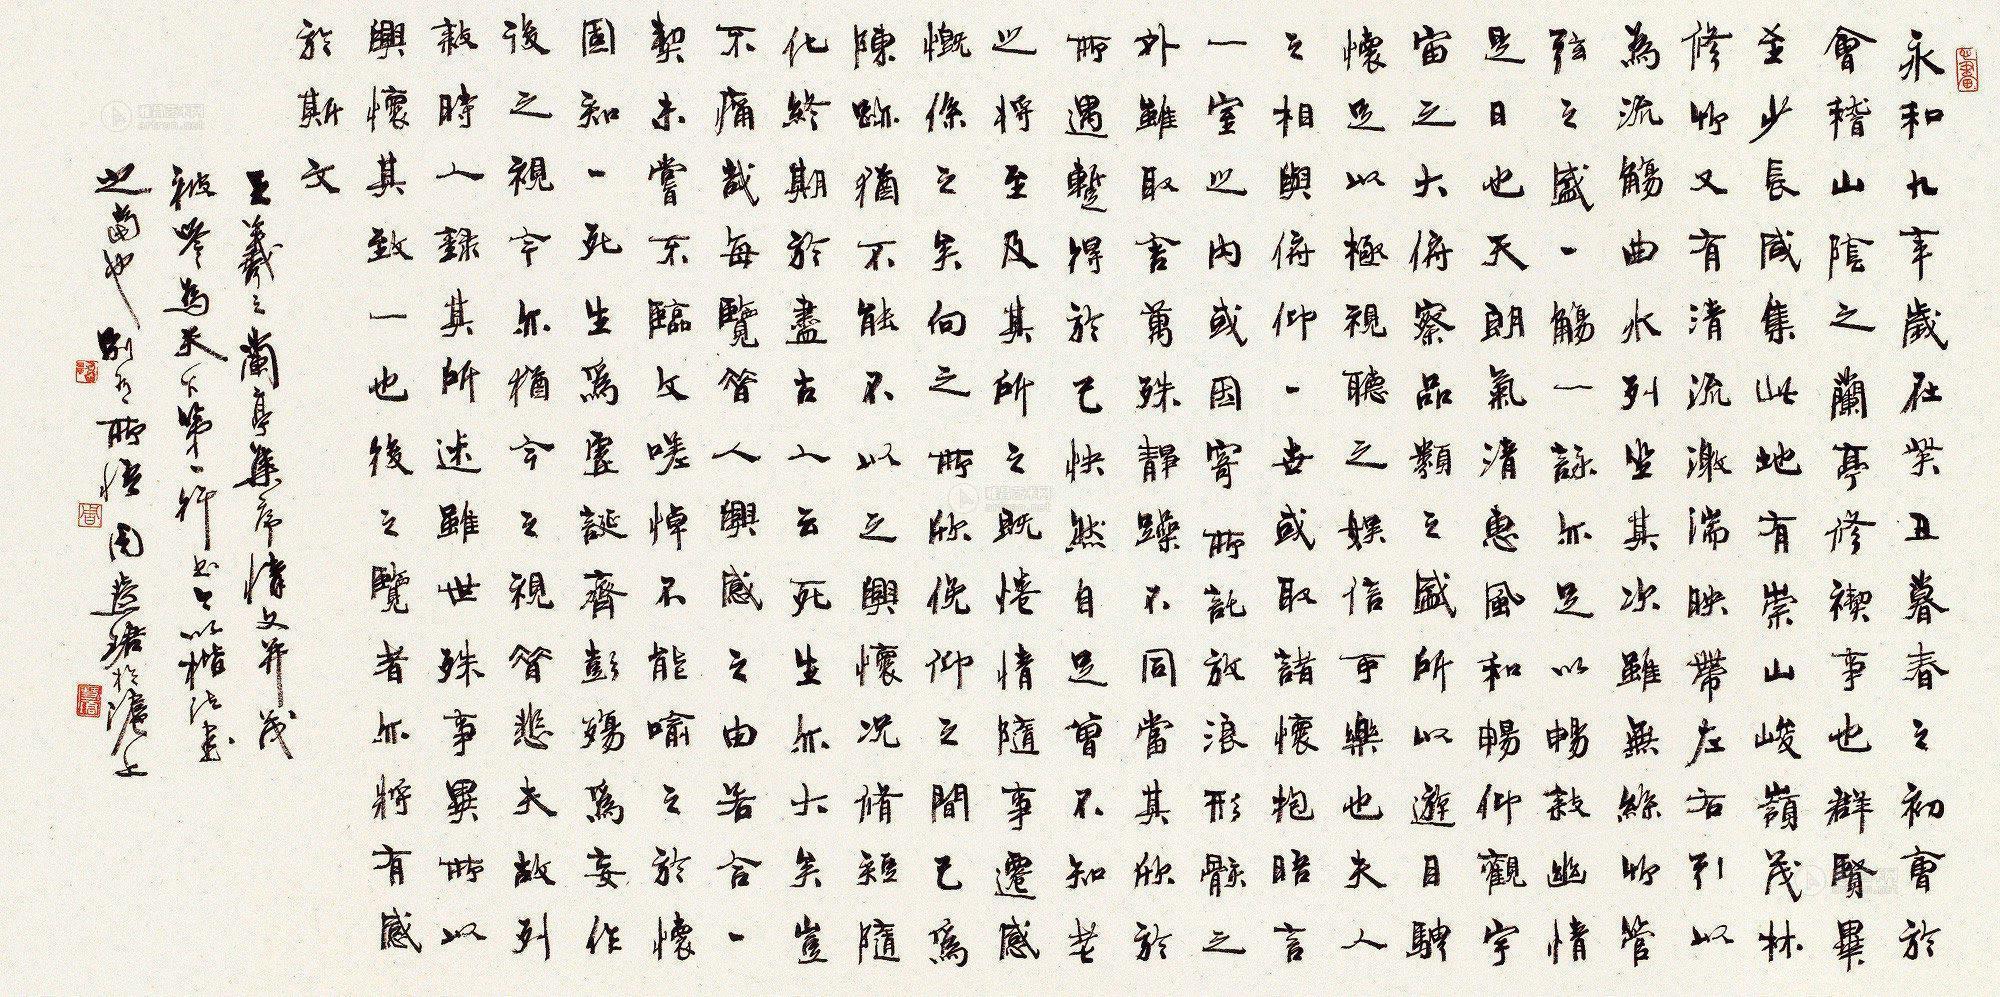 永和九年歲在癸丑暮春之初會於
會稽山陰之蘭亭修禊事也群賢畢
至少長咸集此地有崇山峻嶺茂林
修竹又有清流激湍映帶左右引以
為流觴曲水列坐其次雖無絲竹管
弦之盛一觴一詠亦足以暢敘幽情
是日也天朗氣清惠風和暢仰觀宇
宙之大俯察品類之盛所以遊目騁
懷足以極視聽之娛信可樂也夫人
之相與俯仰一世或取諸懷抱晤言
一室之內或因寄所託放浪形骸之
外雖取舍萬殊靜躁不同當其欣於
所遇暫得於己快然自足曾不知老
之將至及其所之既惓情隨事遷感
慨係之矣向之所欣俛仰之間已為
陳跡猶不能不以之興懷況脩短隨
化終期於盡古人云死生亦大矣豈
不痛哉每覽昔人興感之由若合一
契未嘗不臨文嗟悼不能喻之於懷
固知一死生為虛誕齊彭殤為妄作
後之視今亦猶今之視昔悲夫故列
敘時人錄其所述雖世殊事異所以
興懷其致一也後之覽者亦將有感
於斯文
王羲之蘭亭集序情文并茂
被譽為天下第一行書今以楷法書
之當也別有所悟周慧珺於滬上